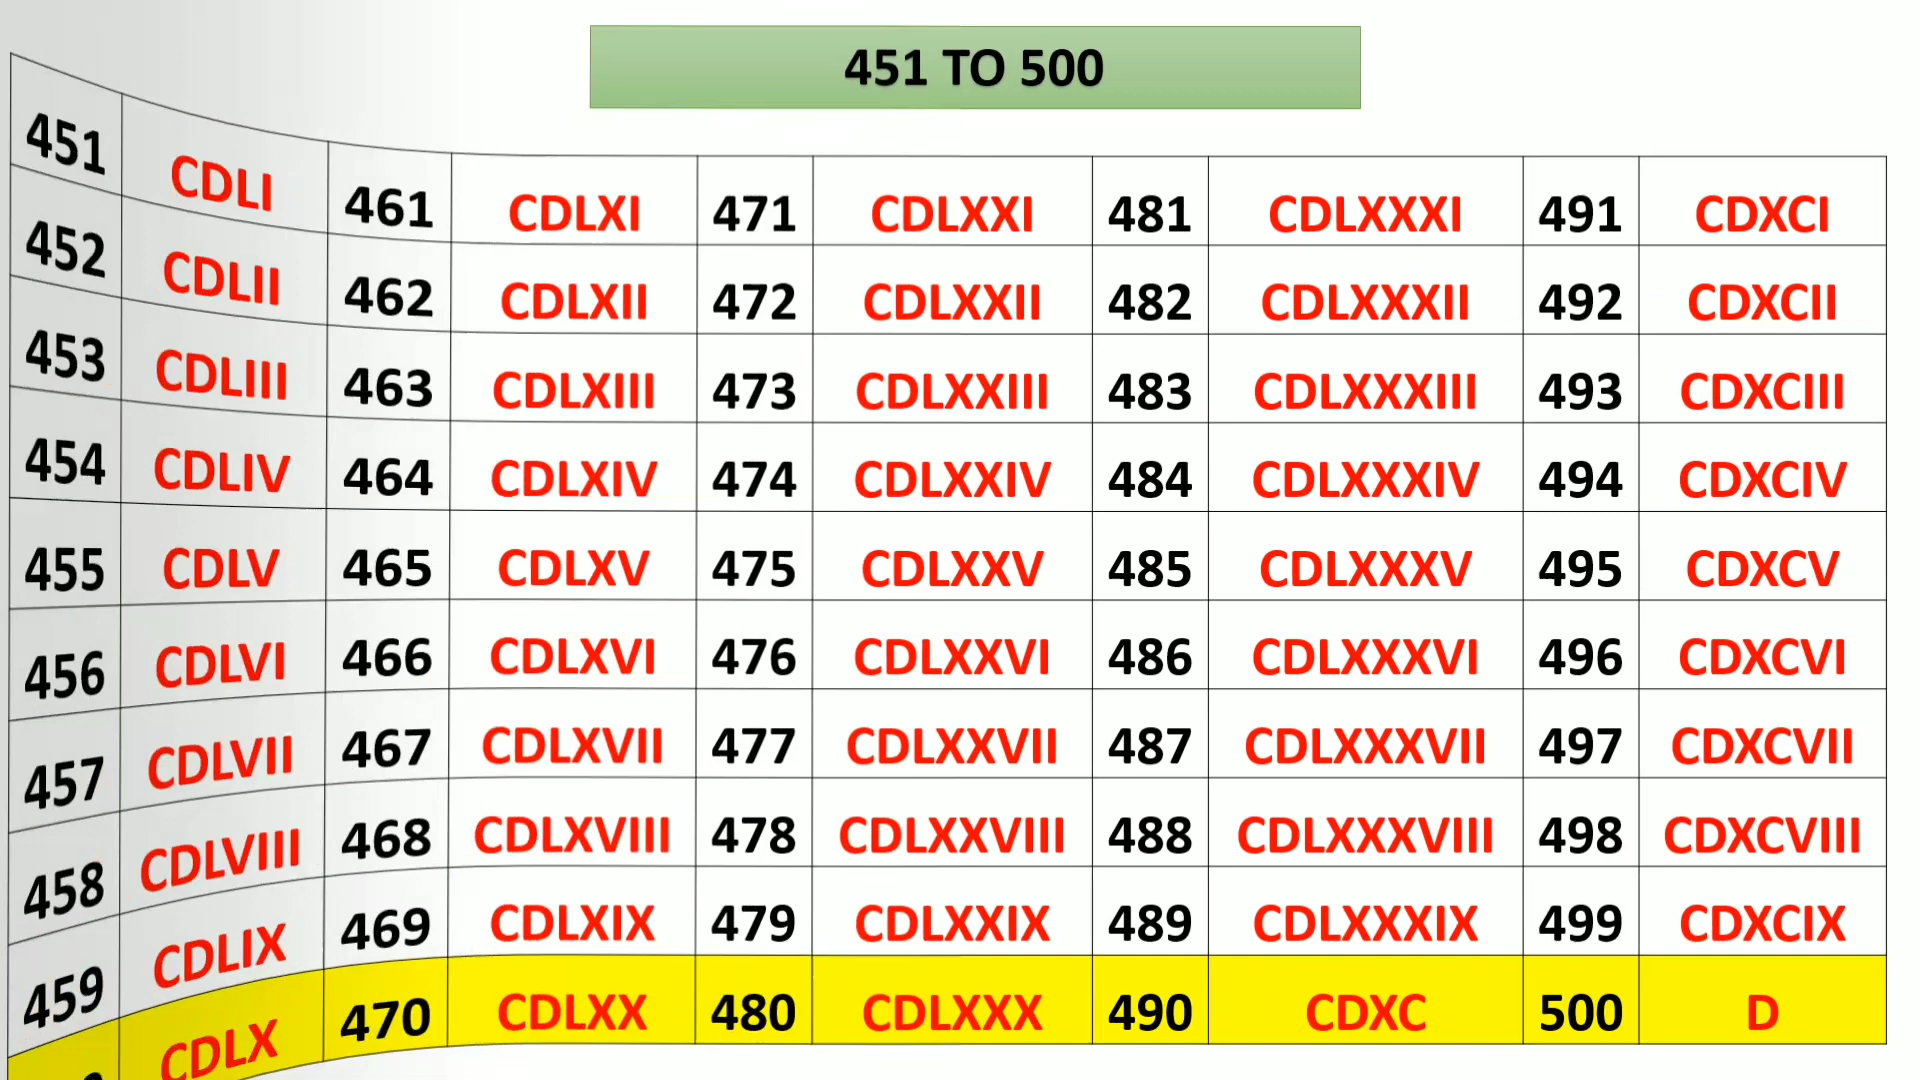 451 TO 500
451 CDLI 461 CDLXI 471 CDLXXI 481 CDLXXXI 491 CDXCI
452 CDLII 462 CDLXII 472 CDLXXII 482 CDLXXXII 492 CDXCII
453 CDLIII 463 CDLXIII 473 CDLXXIII 483 CDLXXXIII 493 CDXCIII
454 CDLIV 464 CDLXIV 474 CDLXXIV 484 CDLXXXIV 494 CDXCIV
455 CDLV 465 CDLXV 475 CDLXXV 485 CDLXXXV 495 CDXCV
456 CDLVI 466 CDLXVI 476 CDLXXVI 486 CDLXXXVI 496 CDXCVI
457 CDLVII 467 CDLXVII 477 CDLXXVII 487 CDLXXXVII 497 CDXCVII
458 CDLVIII 468 CDLXVIII 478 CDLXXVIII 488 CDLXXXVIII 498 CDXCVIII
459 CDLIX 469 CDLXIX 479 CDLXXIX 489 CDLXXXIX 499 CDXCIX
CDLX 470 CDLXX 480 CDLXXX 490 CDXC 500 D